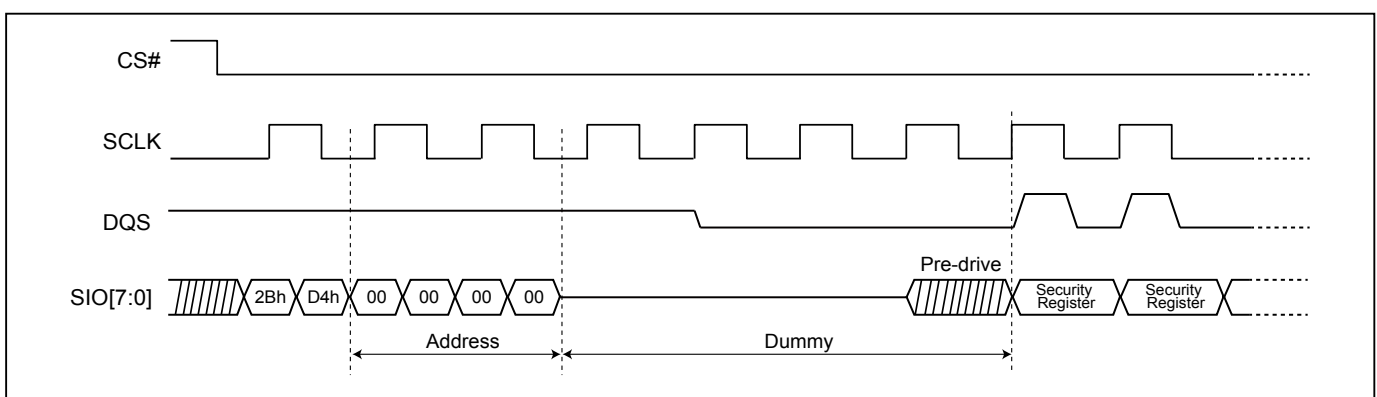 CS#
SCLK
DQS
Pre-drive
SIO[7:0] 2Bh D4h 00 00 00 00 Security Register Security Register
Address Dummy